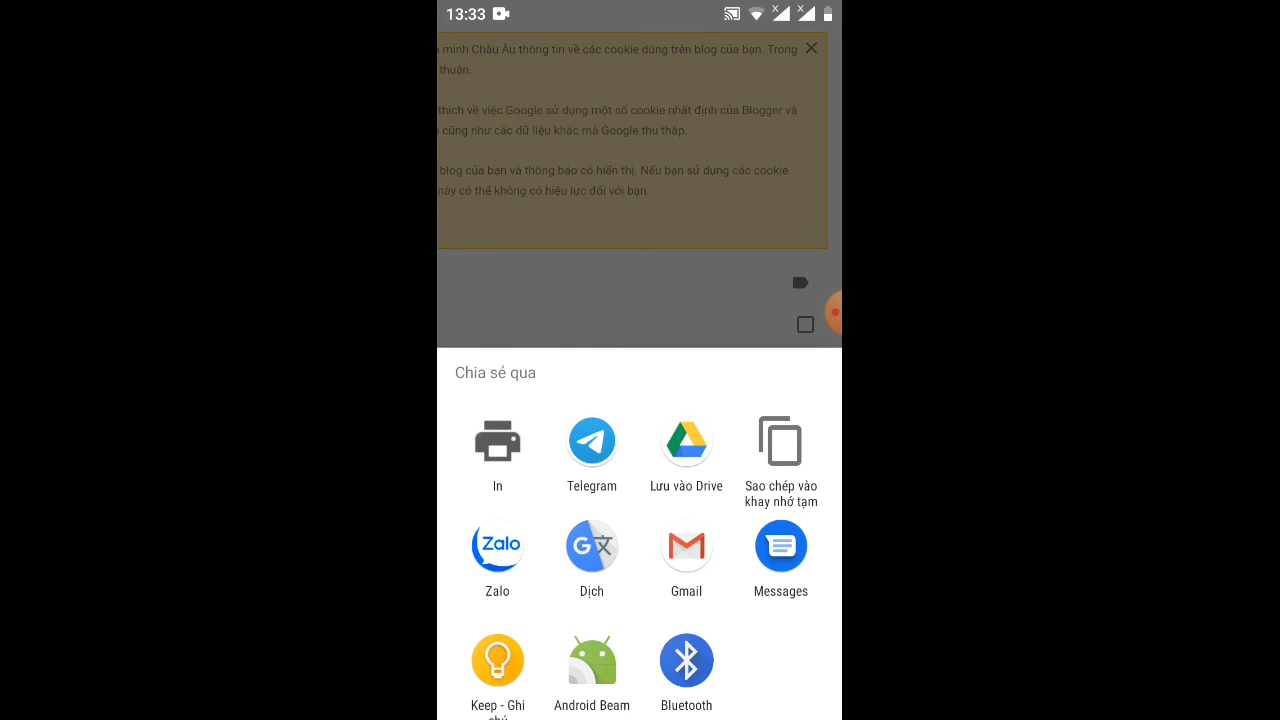 13:33
minh Châu Âu thông tin về các cookie dùng trên blog của bạn. Trong
thuận.
thích về việc Google sử dụng một số cookie nhất định của Blogger và
cũng như các dữ liệu khác mà Google thu thập.
blog của bạn và thông báo có hiển thị. Nếu bạn sử dụng các cookie
này có thể không có hiệu lực đối với bạn.
Chia sẻ qua
In
Telegram
Lưu vào Drive
Sao chép vào
khay nhớ tạm
Zalo
Zalo
Dịch
Gmail
Messages
Keep - Ghi
chú
Android Beam
Bluetooth